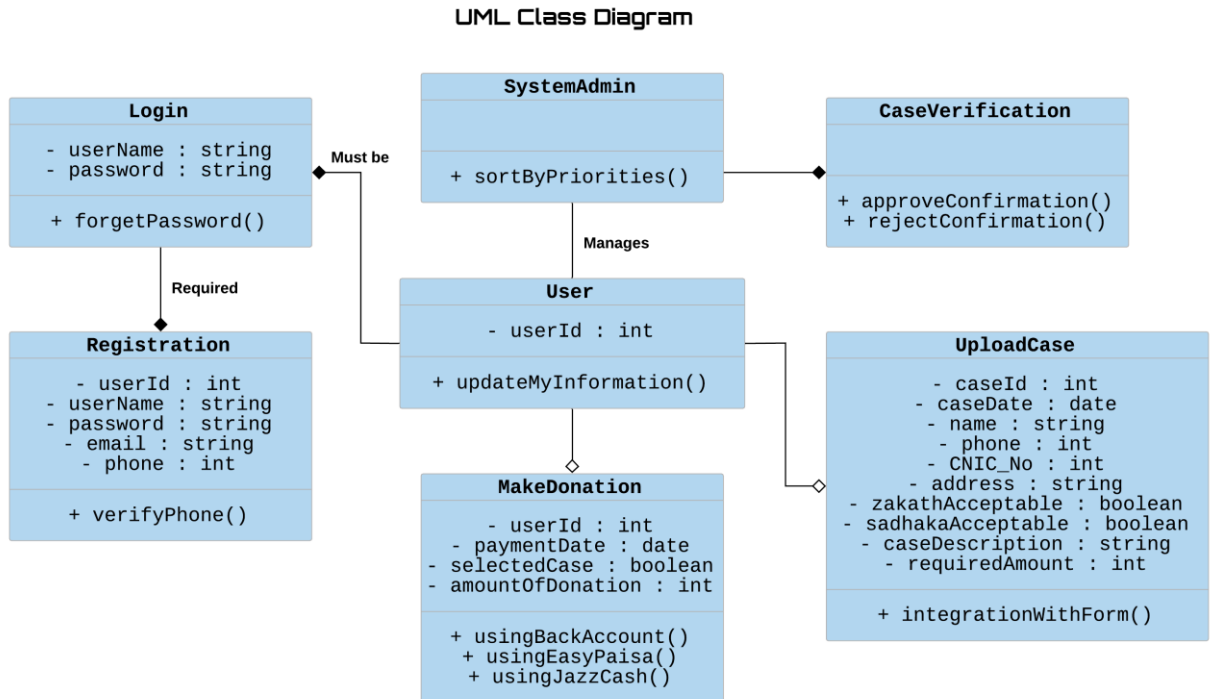 UML Class Diagram
Login
- userName : string
- password : string
+ forgetPassword()
Must be
SystemAdmin
+ sortByPriorities()
CaseVerification
+ approveConfirmation()
+ rejectConfirmation()
Manages
Required
User
- userId : int
+ updateMyInformation()
Registration
- userId : int
- userName : string
- password : string
- email : string
- phone : int
+ verifyPhone()
UploadCase
- caseId : int
- caseDate : date
- name : string
- phone : int
- CNIC_No : int
- address : string
- zakathAcceptable : boolean
- sadhakaAcceptable : boolean
- caseDescription : string
- requiredAmount : int
+ integrationWithForm()
MakeDonation
- userId : int
- paymentDate : date
- selectedCase : boolean
- amountOfDonation : int
+ usingBackAccount()
+ usingEasyPaisa()
+ usingJazzCash()